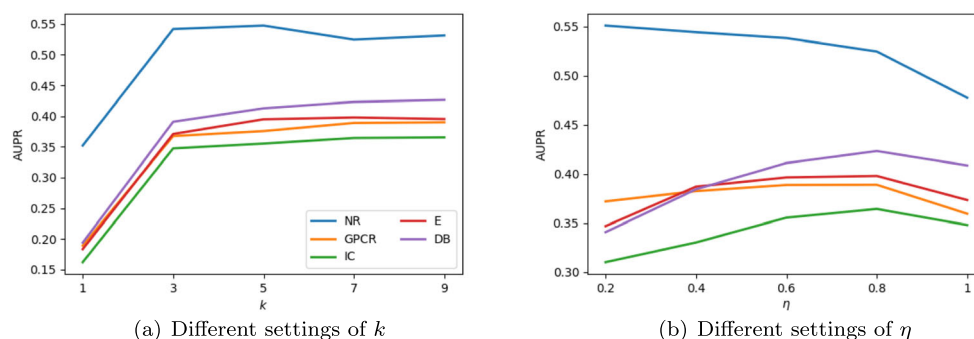 0.55
0.50
0.45
0.40
0.35
0.30
0.25
0.20
0.15
AUPR
1 3 5 7 9
k
NR
GPCR
IC
E
DB
(a) Different settings of k
0.55
0.50
0.45
0.40
0.35
0.30
AUPR
0.2 0.4 0.6 0.8 1
η
(b) Different settings of η